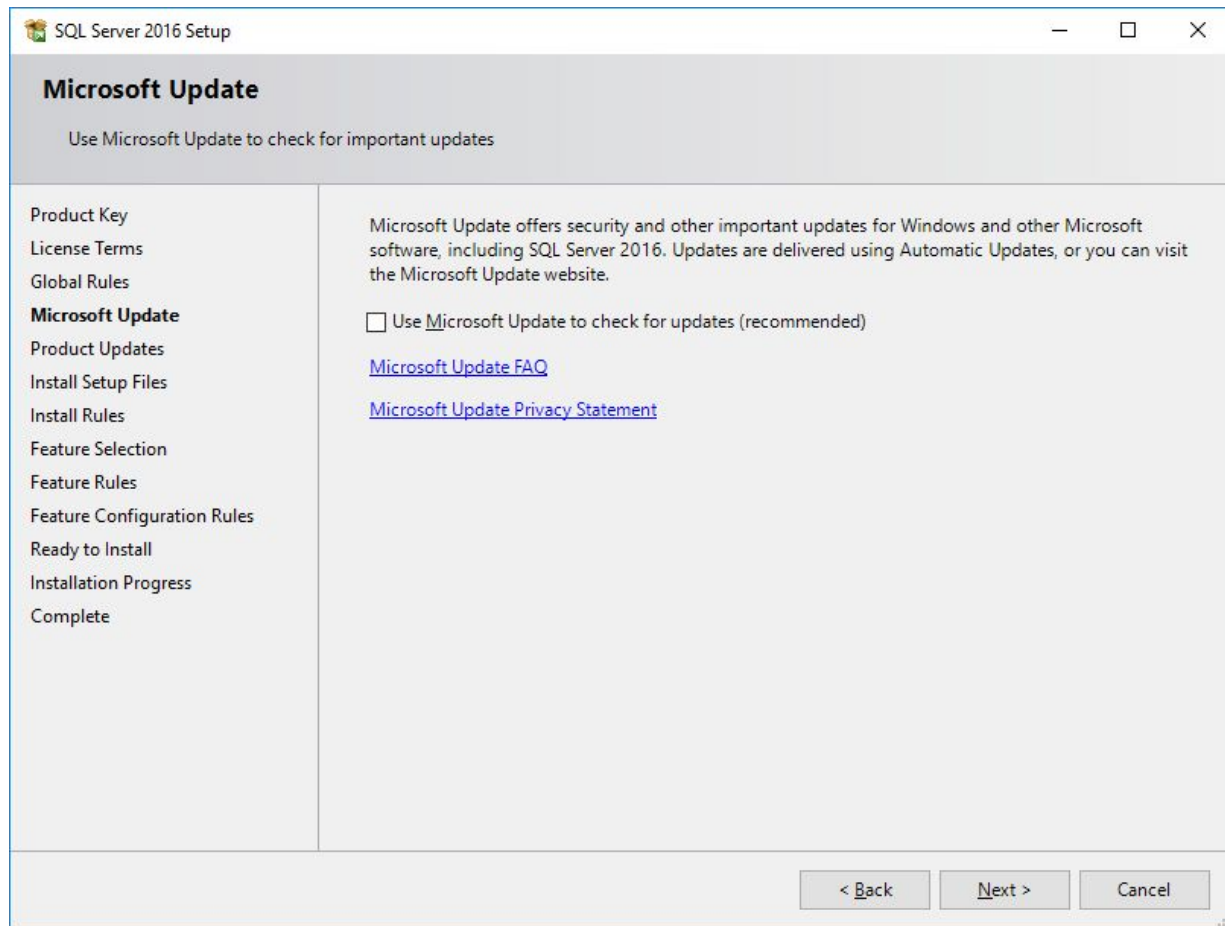 SQL Server 2016 Setup
Microsoft Update
Use Microsoft Update to check for important updates
Product Key
License Terms
Global Rules
Microsoft Update
Product Updates
Install Setup Files
Install Rules
Feature Selection
Feature Rules
Feature Configuration Rules
Ready to Install
Installation Progress
Complete
Microsoft Update offers security and other important updates for Windows and other Microsoft
software, including SQL Server 2016. Updates are delivered using Automatic Updates, or you can visit
the Microsoft Update website.
Use Microsoft Update to check for updates (recommended)
Microsoft Update FAQ
Microsoft Update Privacy Statement
< Back
Next >
Cancel